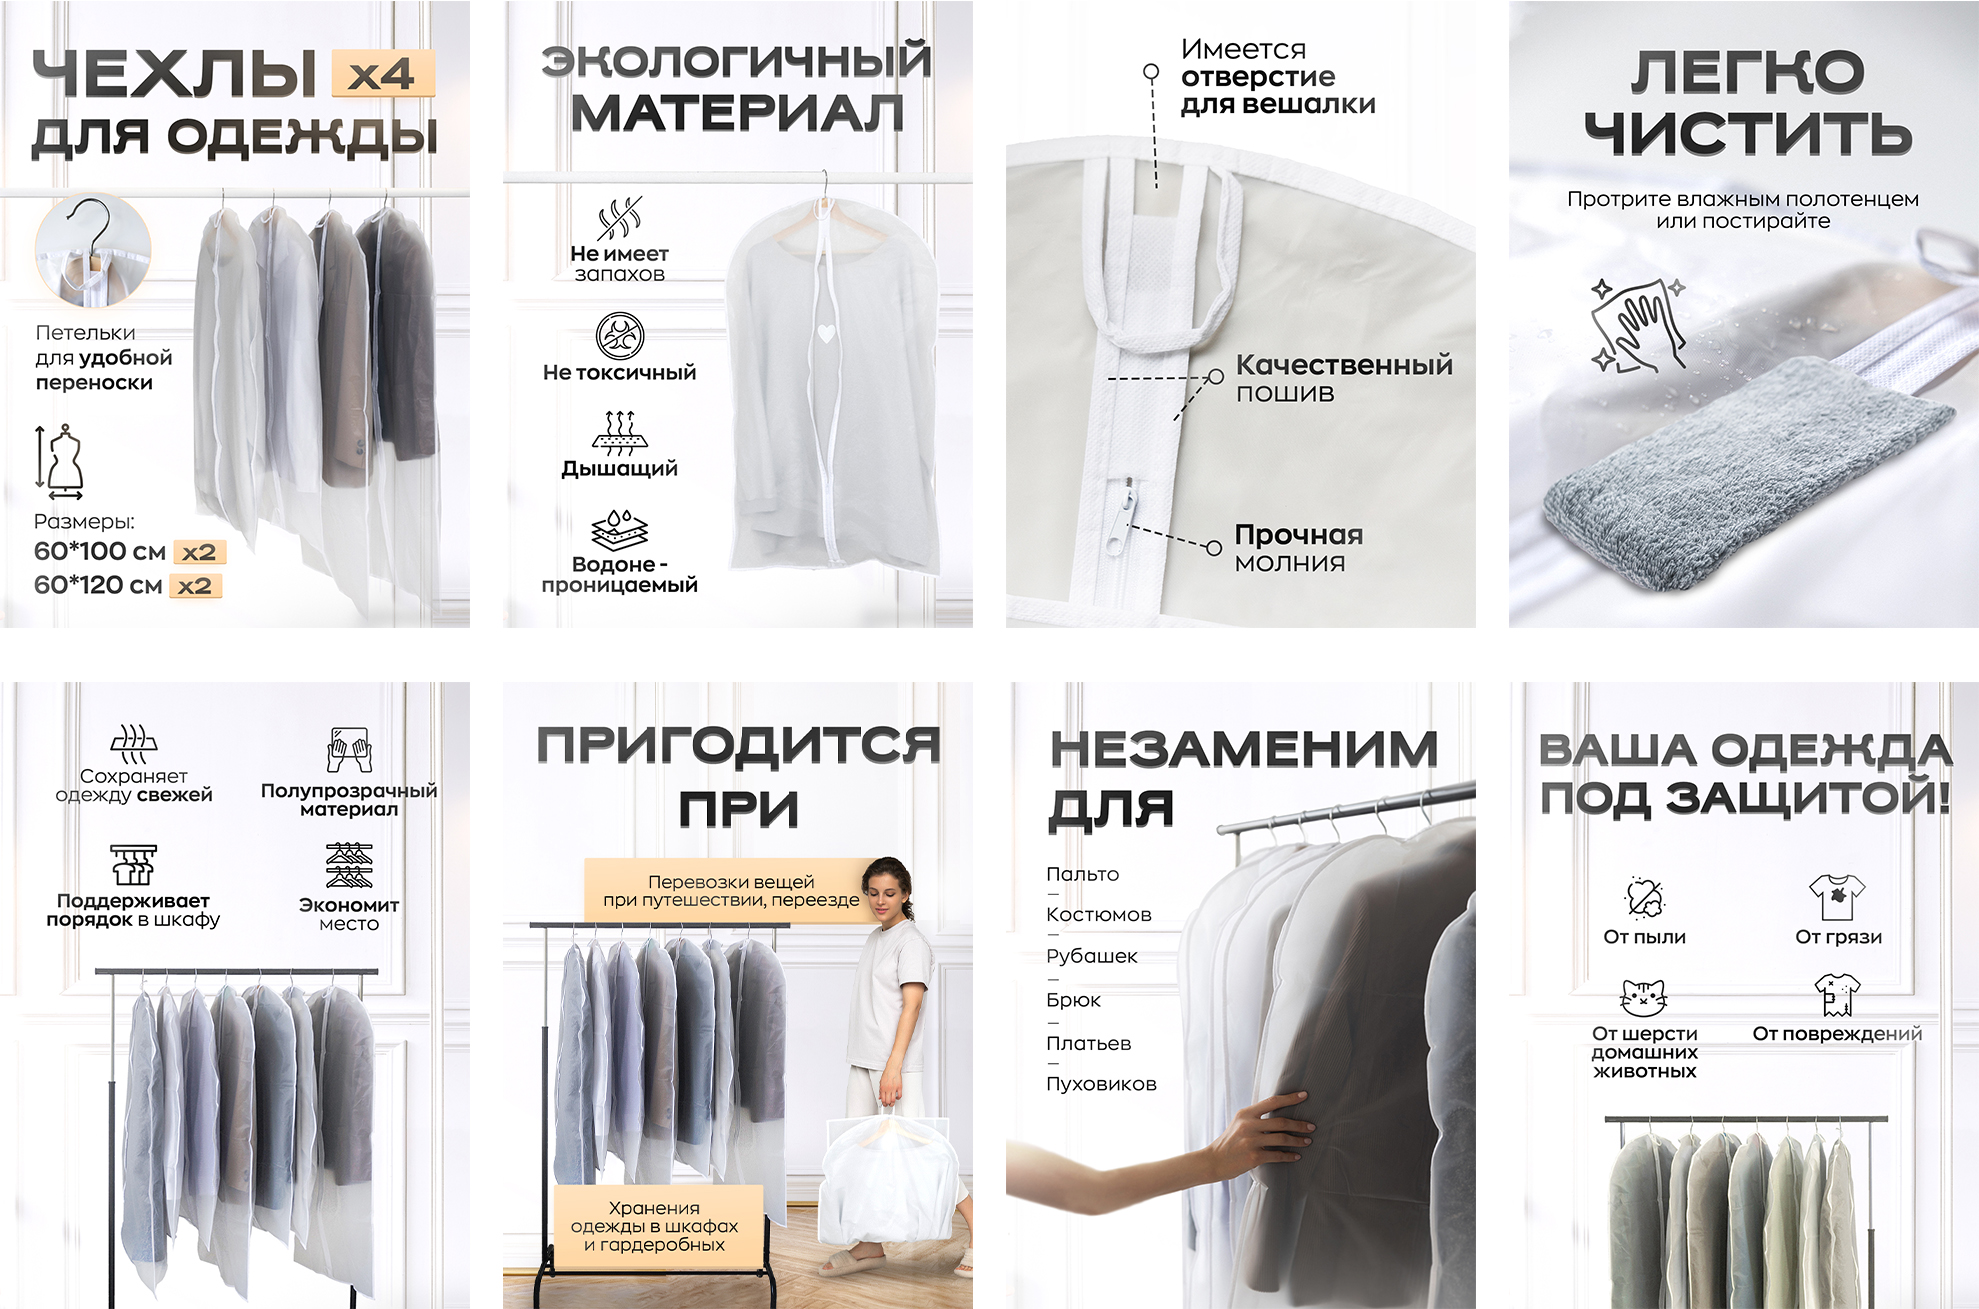 ЧЕХЛЫ x4
ДЛЯ ОДЕЖДЫ
Петельки
для удобной
переноски
Размеры:
60*100 см x2
60*120 см x2
ЭКОЛОГИЧНЫЙ
МАТЕРИАЛ
Не имеет
запахов
Не токсичный
Дышащий
Водоне -
проницаемый
Имеется
отверстие
для вешалки
Качественный
пошив
Прочная
молния
ЛЕГКО
ЧИСТИТЬ
Протрите влажным полотенцем
или постирайте
Сохраняет
одежду свежей
Полупрозрачный
материал
Поддерживает
порядок в шкафу
Экономит
место
ПРИГОДИТСЯ
ПРИ
Перевозки вещей
при путешествии, переезде
Хранения
одежды в шкафах
и гардеробных
НЕЗАМЕНИМ
ДЛЯ
Пальто
Костюмов
Рубашек
Брюк
Платьев
Пуховиков
ВАША ОДЕЖДА
ПОД ЗАЩИТОЙ!
От пыли
От грязи
От шерсти
домашних
животных
От повреждений